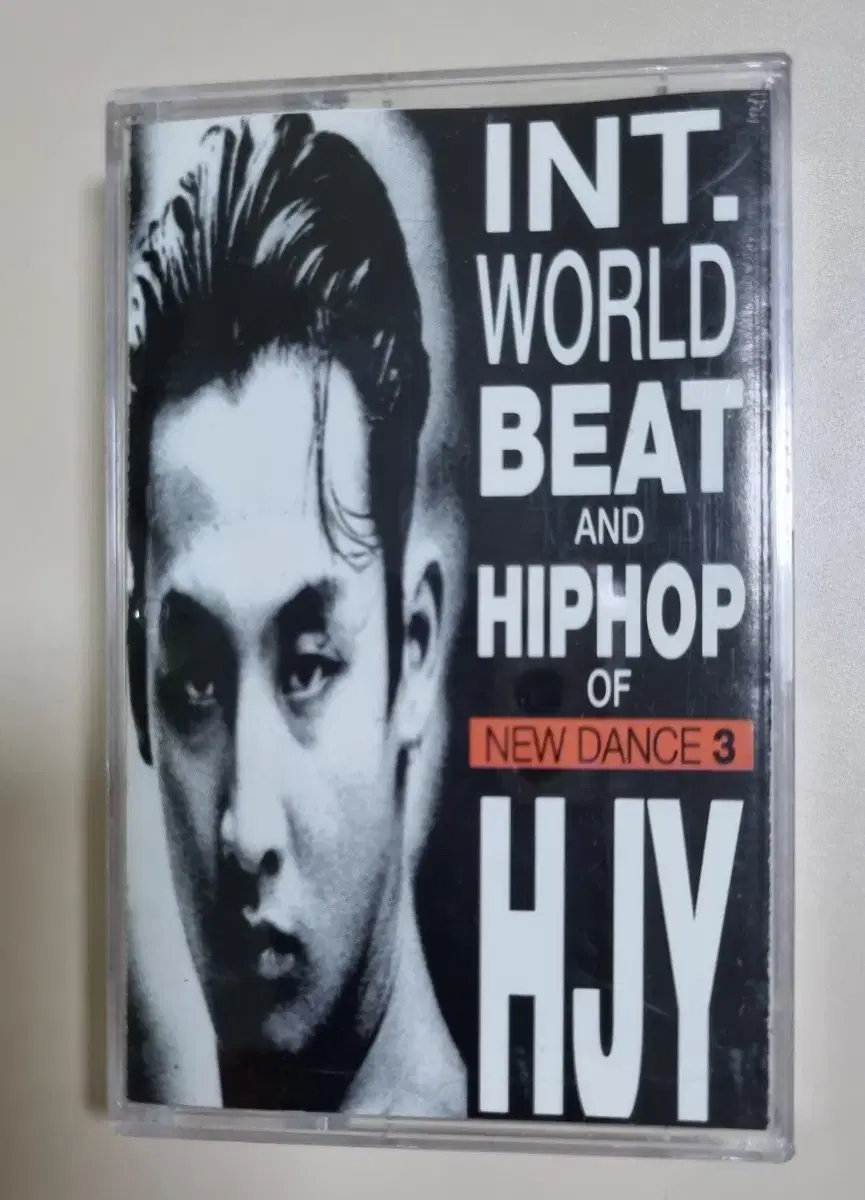 INT.
WORLD
BEAT
AND
HIPHOP
OF
NEW DANCE 3
HJY